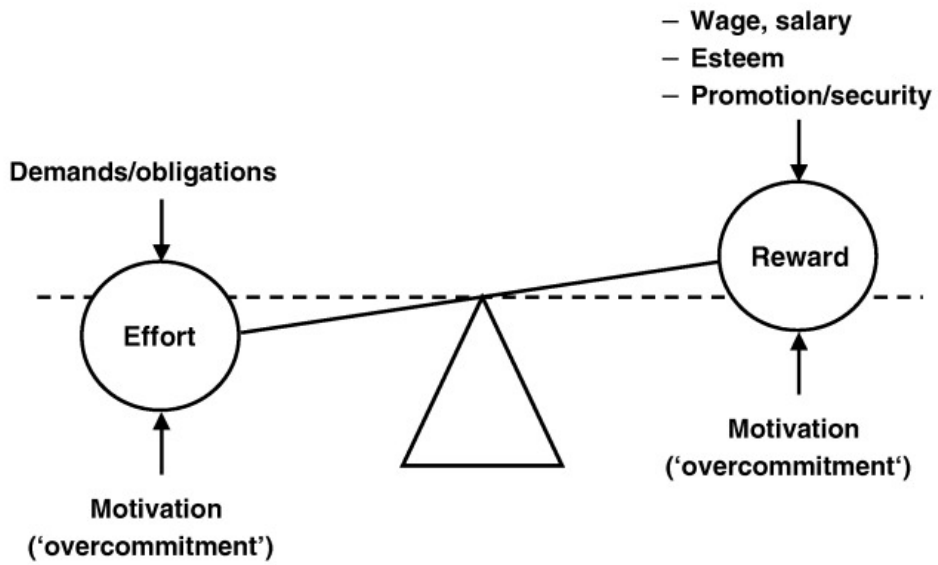 – Wage, salary
– Esteem
– Promotion/security
Demands/obligations
Reward
Effort
Motivation
(‘overcommitment‘)
Motivation
(‘overcommitment’)